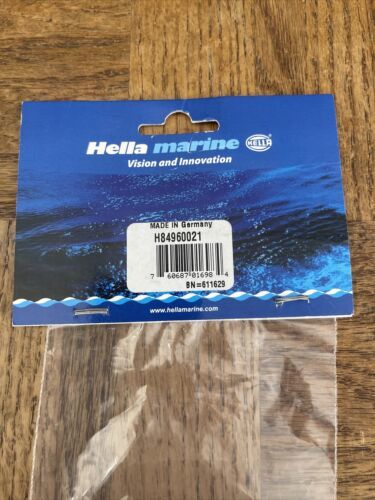 Hella marine
HELLA
Vision and Innovation
MADE IN Germany
H84960021
7 60687 01698 4
BN=611629
www.hellamarine.com